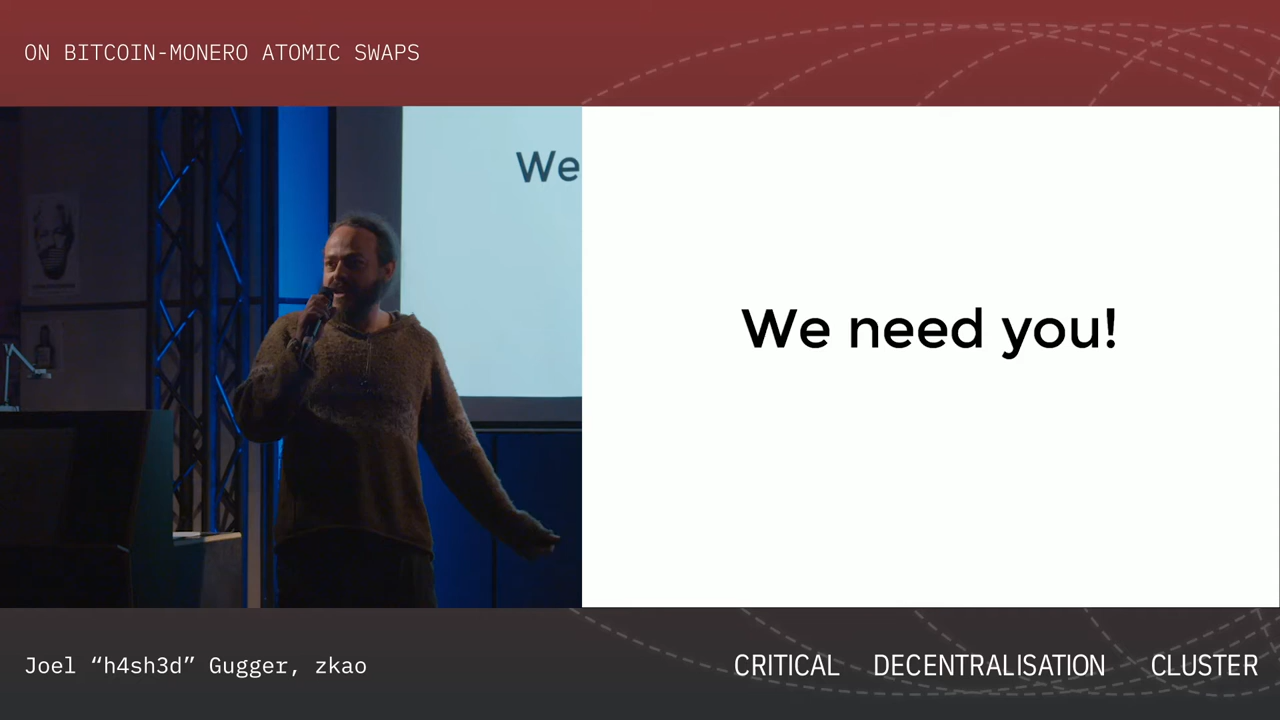 ON BITCOIN-MONERO ATOMIC SWAPS
We
We need you!
Joel “h4sh3d” Gugger, zkao
CRITICAL DECENTRALISATION CLUSTER